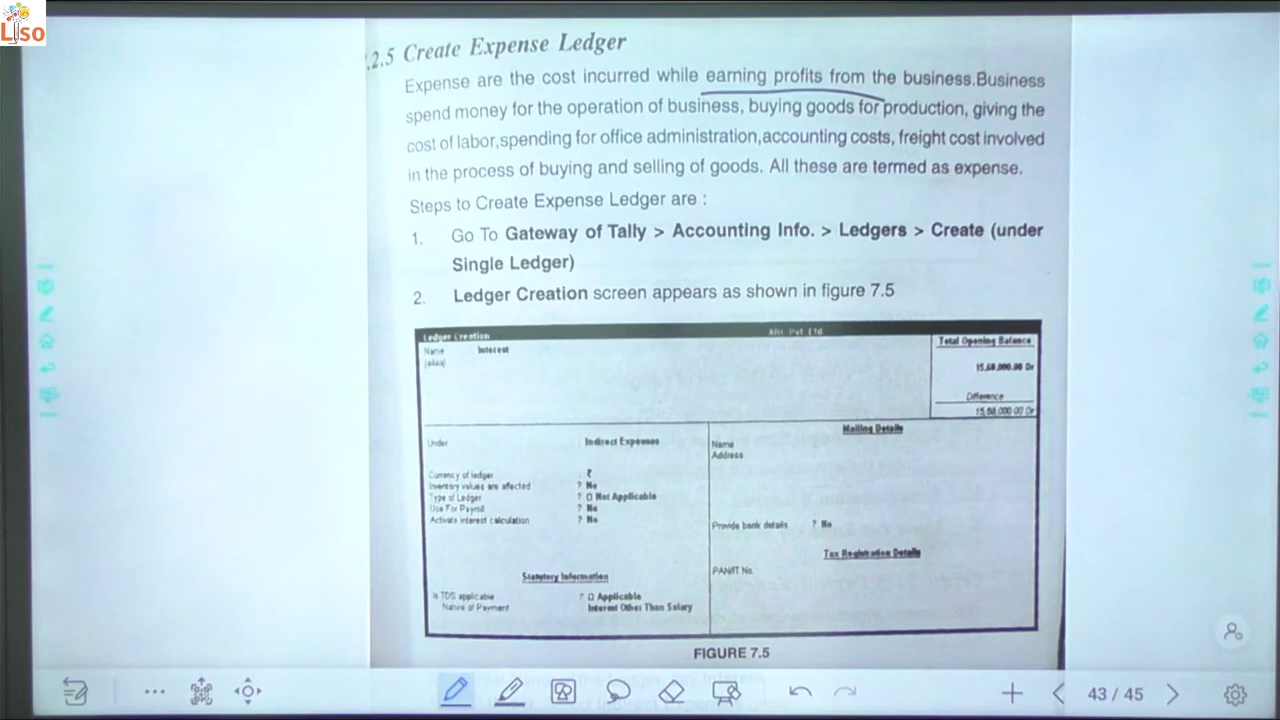 Liso
.2.5 Create Expense Ledger
Expense are the cost incurred while earning profits from the business.Business
spend money for the operation of business, buying goods for production, giving the
cost of labor,spending for office administration,accounting costs, freight cost involved
in the process of buying and selling of goods. All these are termed as expense.
Steps to Create Expense Ledger are :
1. Go To Gateway of Tally > Accounting Info. > Ledgers > Create (under
Single Ledger)
2. Ledger Creation screen appears as shown in figure 7.5
Ledger Creation ABC Pvt Ltd
Name Interest
(alias)
Total Opening Balance
15,68,000.00 Dr
Difference
15,68,000.00 Dr
Under : Indirect Expenses
Currency of ledger : ₹
Inventory values are affected ? No
Type of Ledger ? Not Applicable
Use For Payroll ? No
Activate interest calculation ? No
Statutory Information
Is TDS applicable ? Applicable
Nature of Payment Interest Other Than Salary
Mailing Details
Name
Address
Provide bank details ? No
Tax Registration Details
PAN/IT No.
FIGURE 7.5
43 / 45